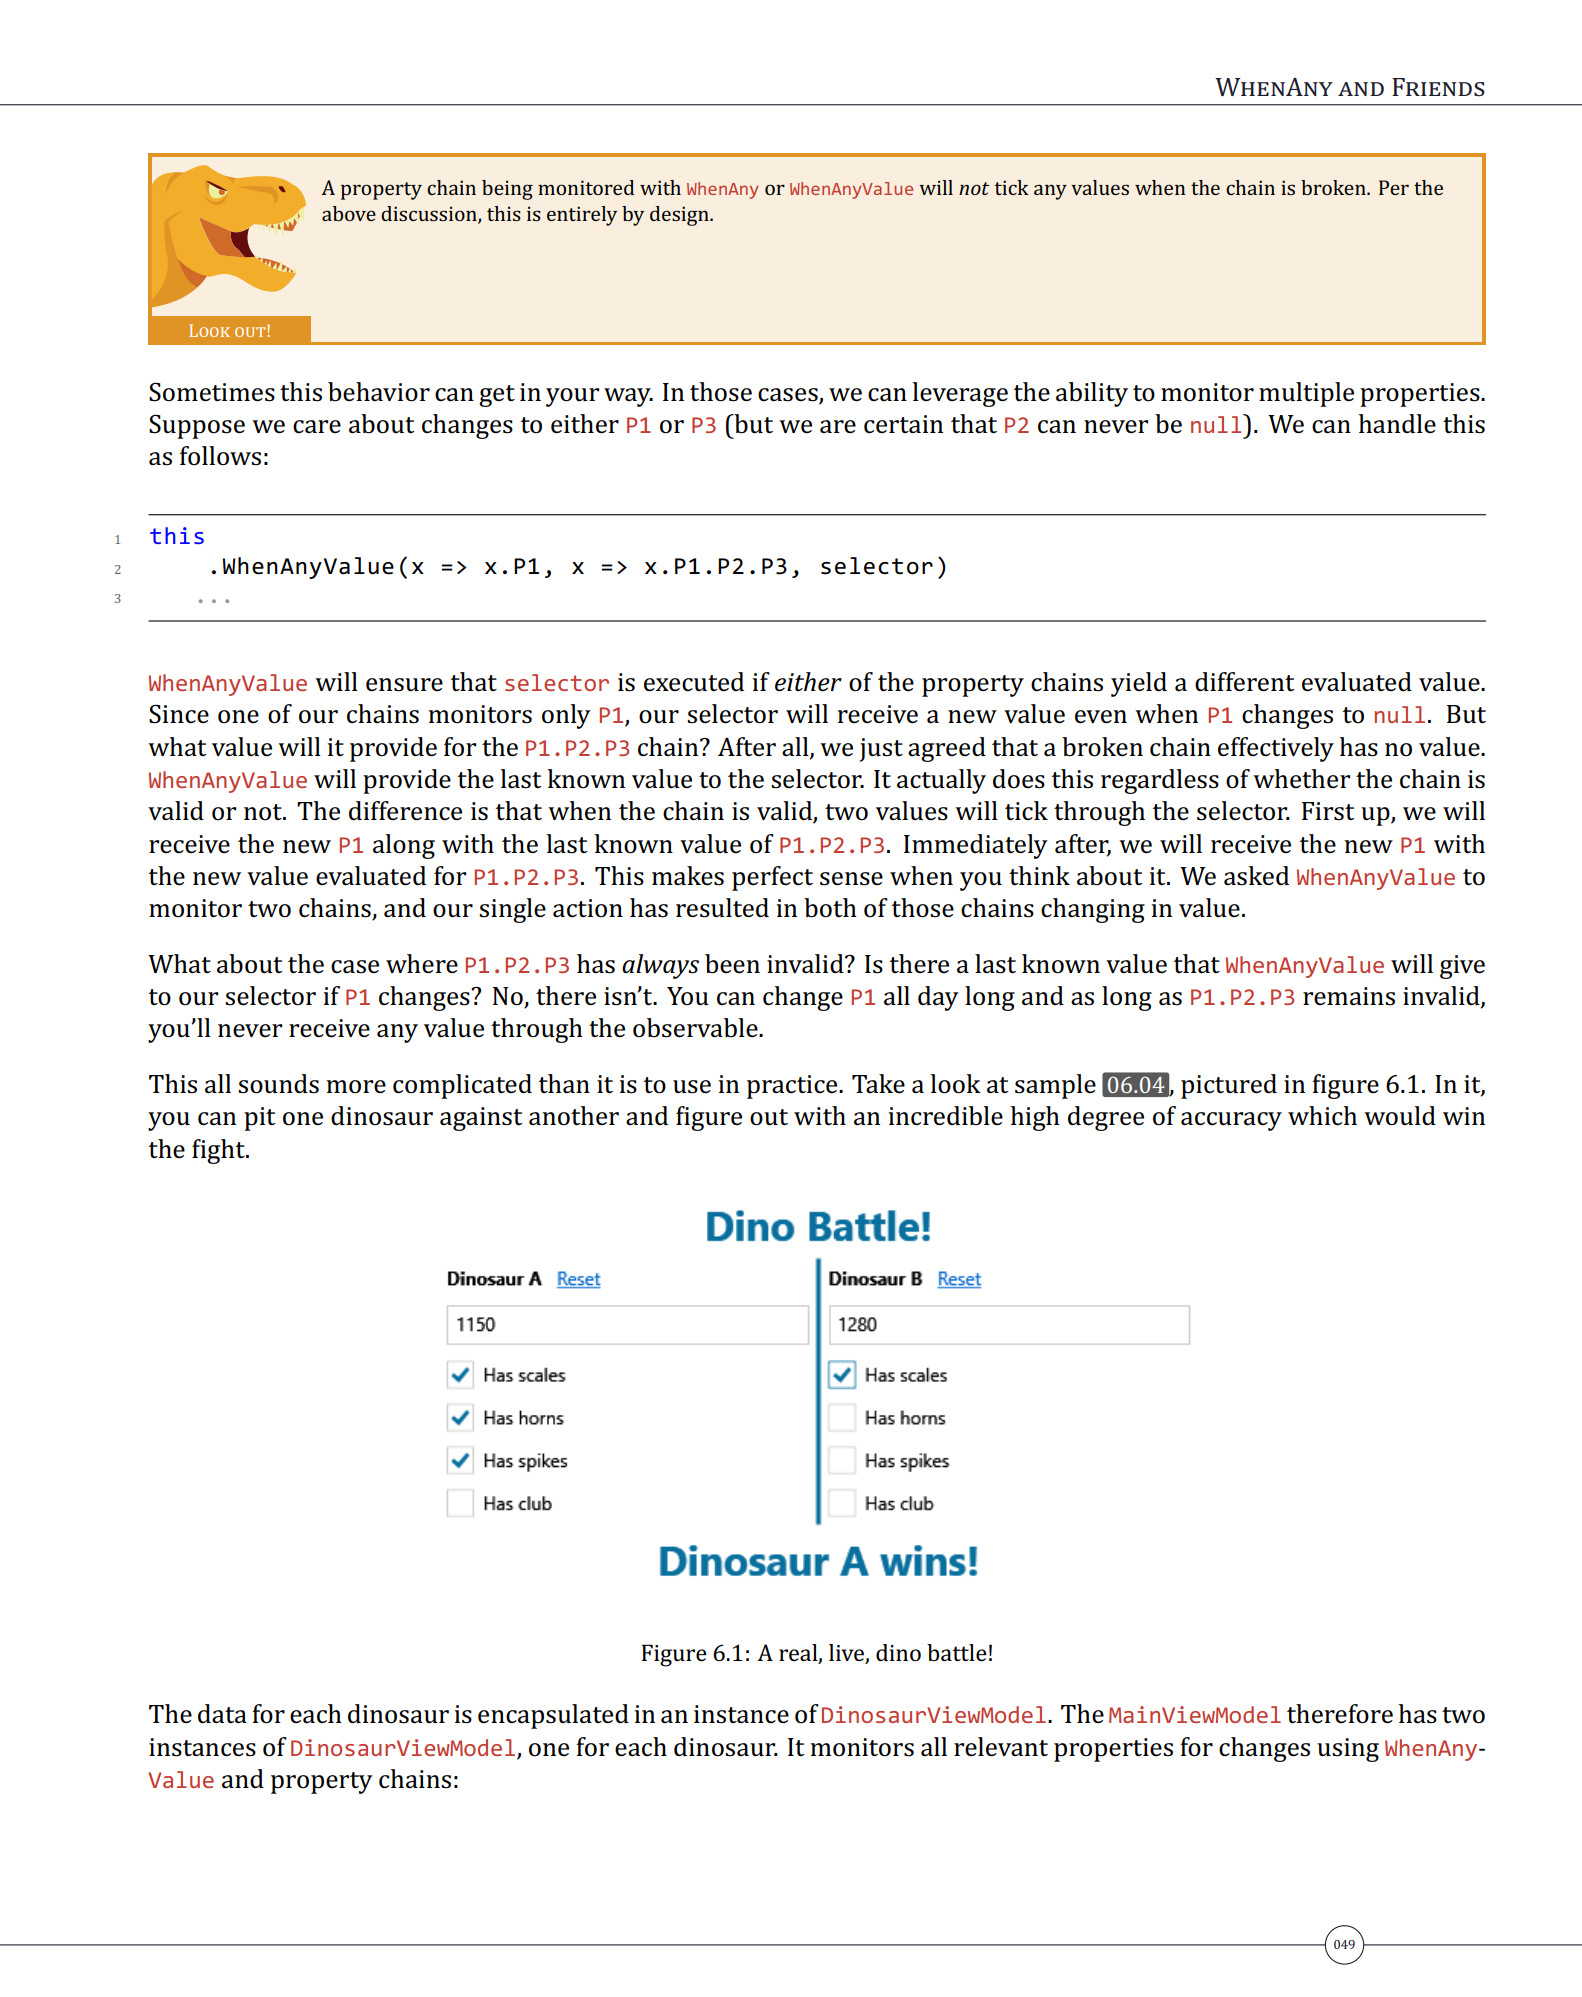 WhenAny and Friends
A property chain being monitored with WhenAny or WhenAnyValue will not tick any values when the chain is broken. Per the
above discussion, this is entirely by design.
Look out!
Sometimes this behavior can get in your way. In those cases, we can leverage the ability to monitor multiple properties.
Suppose we care about changes to either P1 or P3 (but we are certain that P2 can never be null). We can handle this
as follows:
1 this
2 .WhenAnyValue(x => x.P1, x => x.P1.P2.P3, selector)
3 ...
WhenAnyValue will ensure that selector is executed if either of the property chains yield a different evaluated value.
Since one of our chains monitors only P1, our selector will receive a new value even when P1 changes to null. But
what value will it provide for the P1.P2.P3 chain? After all, we just agreed that a broken chain effectively has no value.
WhenAnyValue will provide the last known value to the selector. It actually does this regardless of whether the chain is
valid or not. The difference is that when the chain is valid, two values will tick through the selector. First up, we will
receive the new P1 along with the last known value of P1.P2.P3. Immediately after, we will receive the new P1 with
the new value evaluated for P1.P2.P3. This makes perfect sense when you think about it. We asked WhenAnyValue to
monitor two chains, and our single action has resulted in both of those chains changing in value.
What about the case where P1.P2.P3 has always been invalid? Is there a last known value that WhenAnyValue will give
to our selector if P1 changes? No, there isn't. You can change P1 all day long and as long as P1.P2.P3 remains invalid,
you'll never receive any value through the observable.
This all sounds more complicated than it is to use in practice. Take a look at sample 06.04, pictured in figure 6.1. In it,
you can pit one dinosaur against another and figure out with an incredible high degree of accuracy which would win
the fight.
Dino Battle!
Dinosaur A Reset
1150
Has scales
Has horns
Has spikes
Has club
Dinosaur B Reset
1280
Has scales
Has horns
Has spikes
Has club
Dinosaur A wins!
Figure 6.1: A real, live, dino battle!
The data for each dinosaur is encapsulated in an instance of DinosaurViewModel. The MainViewModel therefore has two
instances of DinosaurViewModel, one for each dinosaur. It monitors all relevant properties for changes using WhenAny-
Value and property chains:
049